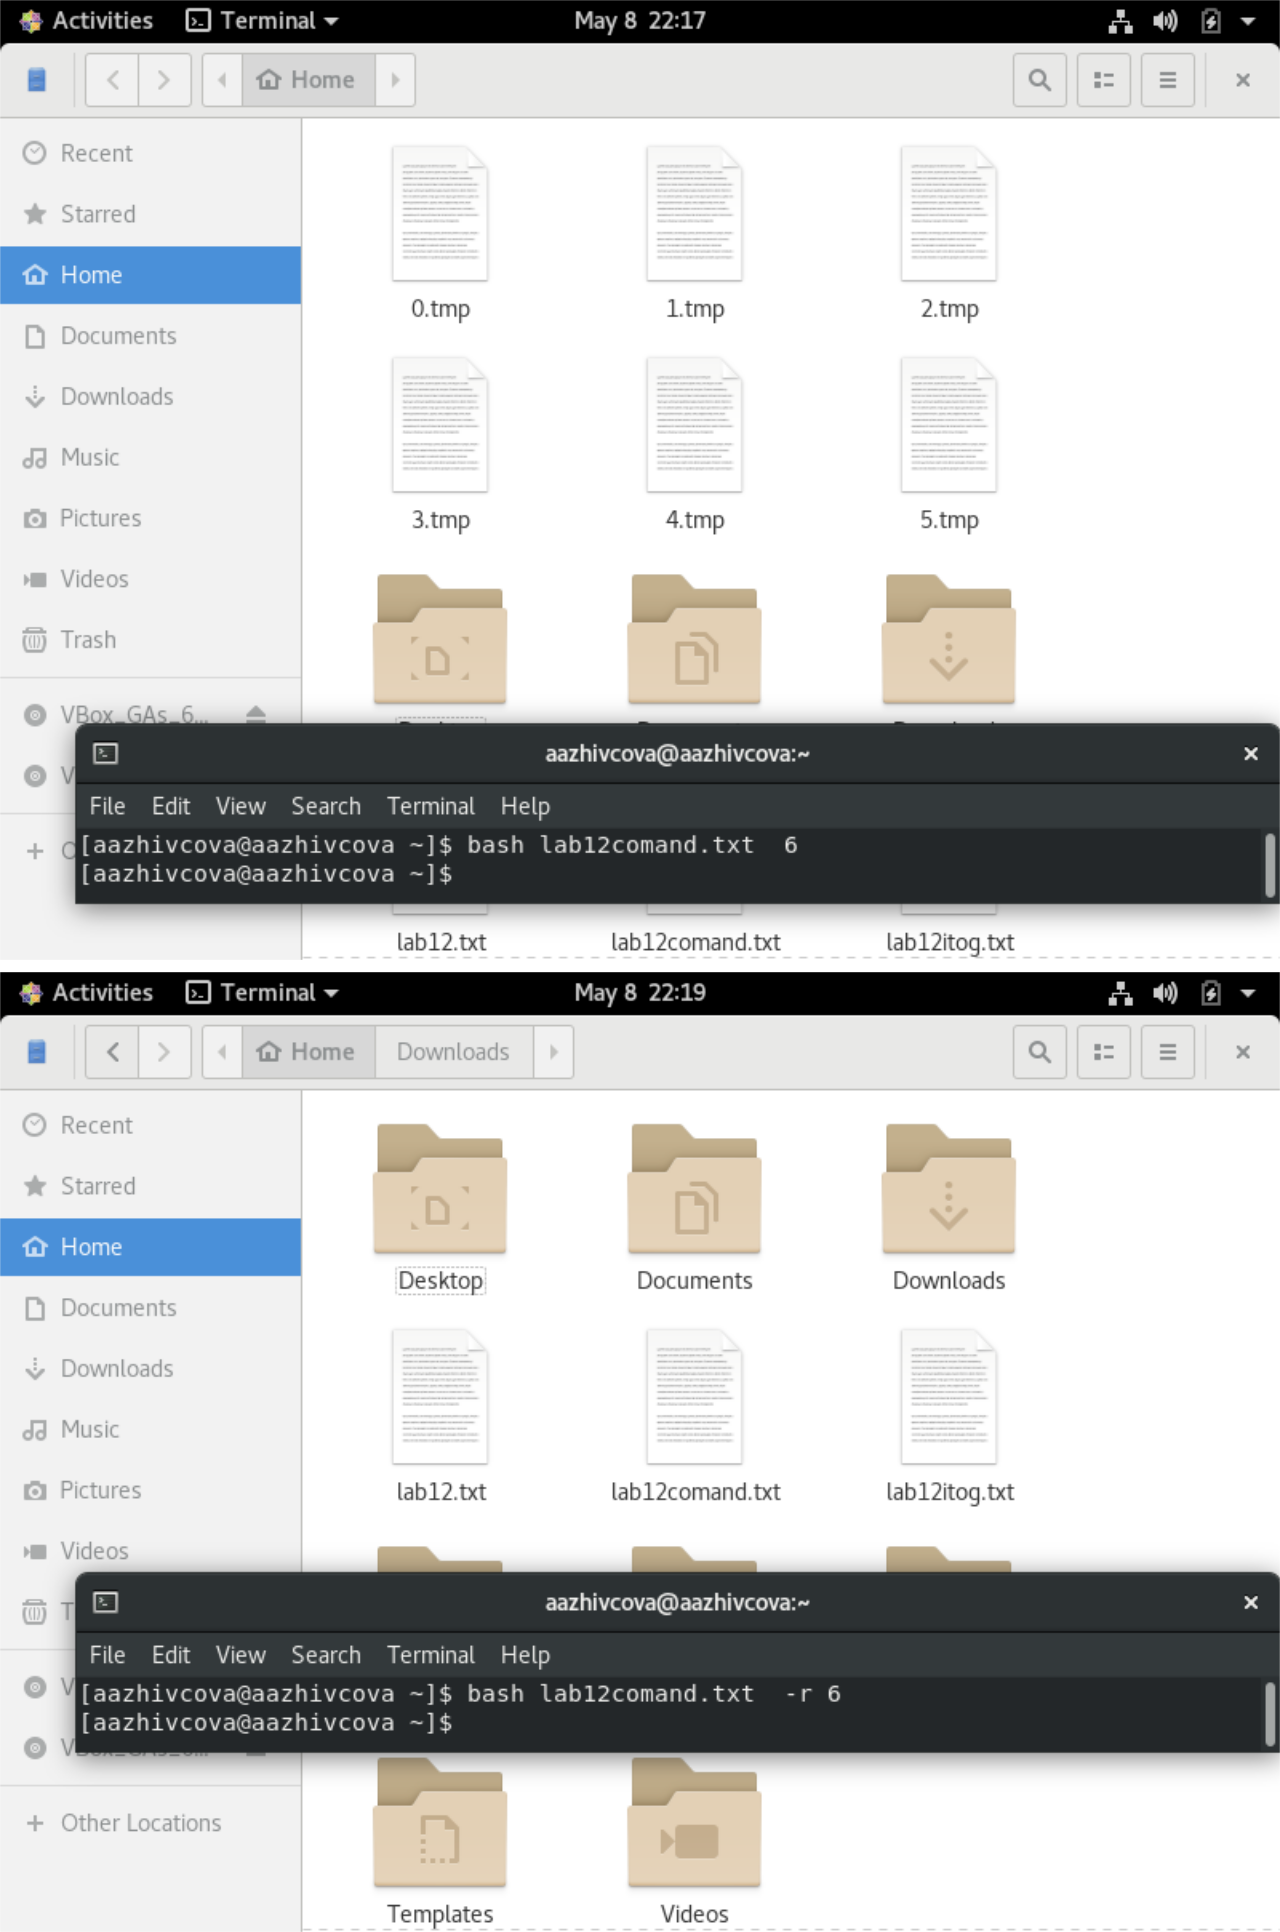 Activities Terminal May 8 22:17
Home
Recent
Starred
Home
Documents
Downloads
Music
Pictures
Videos
Trash
VBox_GAs_6...
V
O
0.tmp 1.tmp 2.tmp
3.tmp 4.tmp 5.tmp
aazhivcova@aazhivcova:~
File Edit View Search Terminal Help
[aazhivcova@aazhivcova ~]$ bash lab12comand.txt  6
[aazhivcova@aazhivcova ~]$
lab12.txt lab12comand.txt lab12itog.txt
Activities Terminal May 8 22:19
Home Downloads
Recent
Starred
Home
Documents
Downloads
Music
Pictures
Videos
T
V
Other Locations
Desktop Documents Downloads
lab12.txt lab12comand.txt lab12itog.txt
aazhivcova@aazhivcova:~
File Edit View Search Terminal Help
[aazhivcova@aazhivcova ~]$ bash lab12comand.txt  -r 6
[aazhivcova@aazhivcova ~]$
Templates Videos